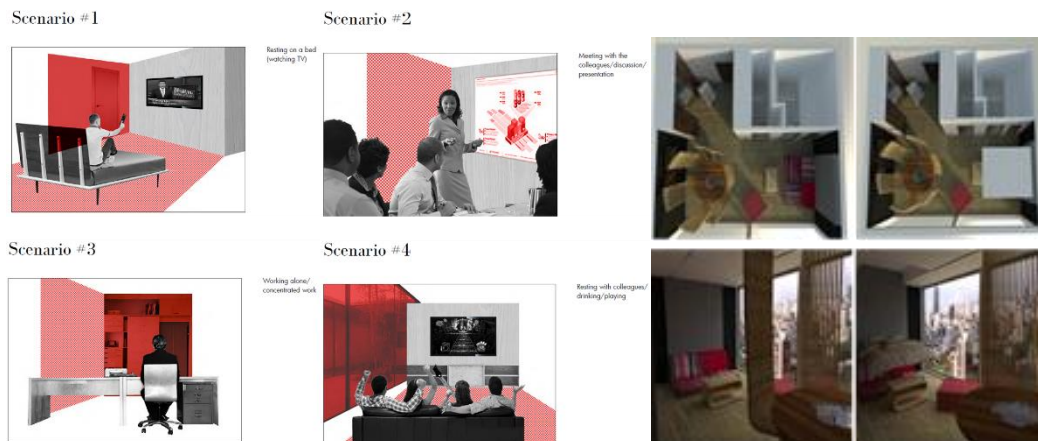 Scenario #1
Resting on a bed
(watching TV)
Scenario #2
Meeting with the
colleagues/discussion/
presentation
Scenario #3
Working alone/
concentrated work
Scenario #4
Resting with colleagues/
drinking/playing